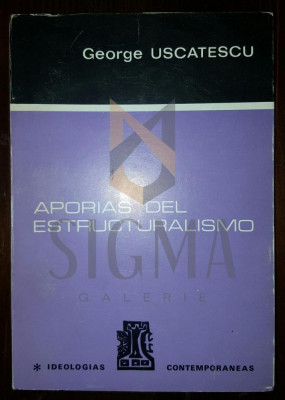 George USCATESCU
APORIAS DEL
ESTRUCTURALISMO
SIGMA
GALERIE
* IDEOLOGIAS CONTEMPORANEAS